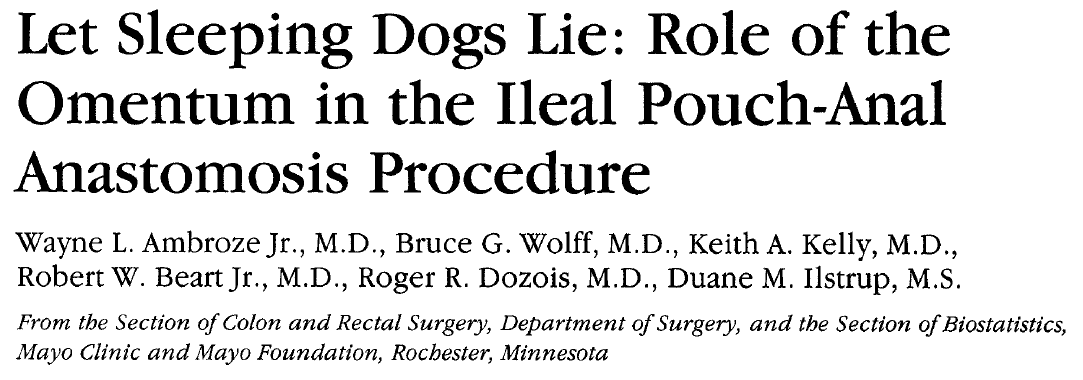 Let Sleeping Dogs Lie: Role of the
Omentum in the Ileal Pouch-Anal
Anastomosis Procedure
Wayne L. Ambroze Jr., M.D., Bruce G. Wolff, M.D., Keith A. Kelly, M.D.,
Robert W. Beart Jr., M.D., Roger R. Dozois, M.D., Duane M. Ilstrup, M.S.
From the Section of Colon and Rectal Surgery, Department of Surgery, and the Section of Biostatistics,
Mayo Clinic and Mayo Foundation, Rochester, Minnesota